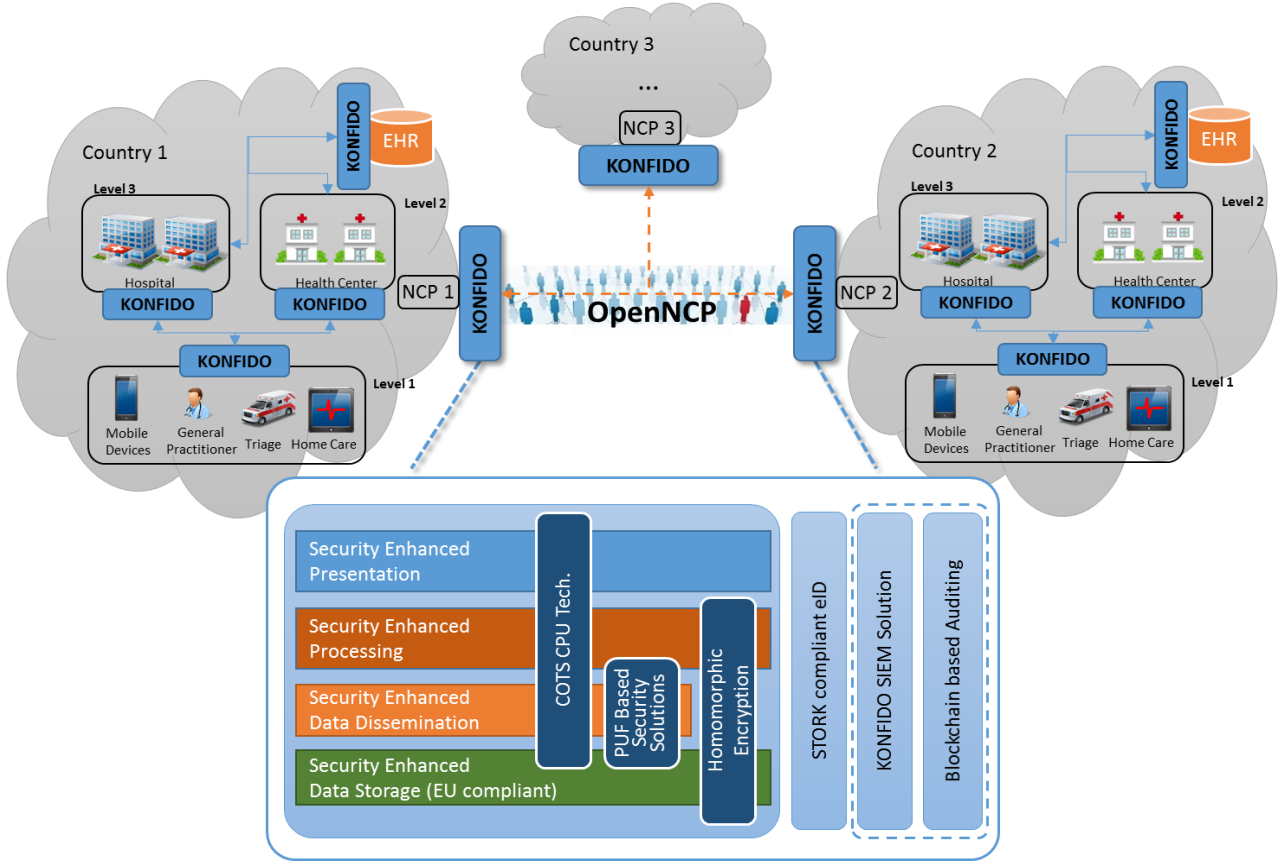 Country 3
...
NCP 3
KONFIDO
Country 1
KONFIDO
EHR
Level 3
Hospital
KONFIDO
Level 2
Health Center
KONFIDO
NCP 1
KONFIDO
KONFIDO
Level 1
Mobile
Devices
General
Practitioner
Triage
Home Care
OpenNCP
Country 2
KONFIDO
EHR
Level 3
Hospital
KONFIDO
Level 2
Health Center
KONFIDO
KONFIDO
NCP 2
KONFIDO
Level 1
Mobile
Devices
General
Practitioner
Triage
Home Care
Security Enhanced
Presentation
Security Enhanced
Processing
Security Enhanced
Data Dissemination
Security Enhanced
Data Storage (EU compliant)
COTS CPU Tech.
PUF Based
Security
Solutions
Homomorphic
Encryption
STORK compliant eID
KONFIDO SIEM Solution
Blockchain based Auditing